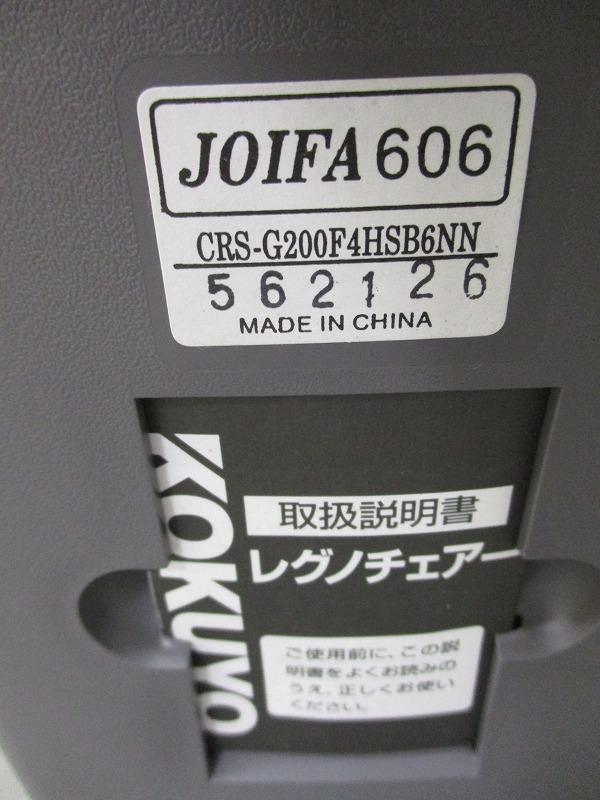 JOIFA 606
CRS-G200F4HSB6NN
562126
MADE IN CHINA
KOKUYO
取扱説明書
レグノチェアー
ご使用前に、この説
明書をよくお読みの
うえ、正しくお使い
ください。